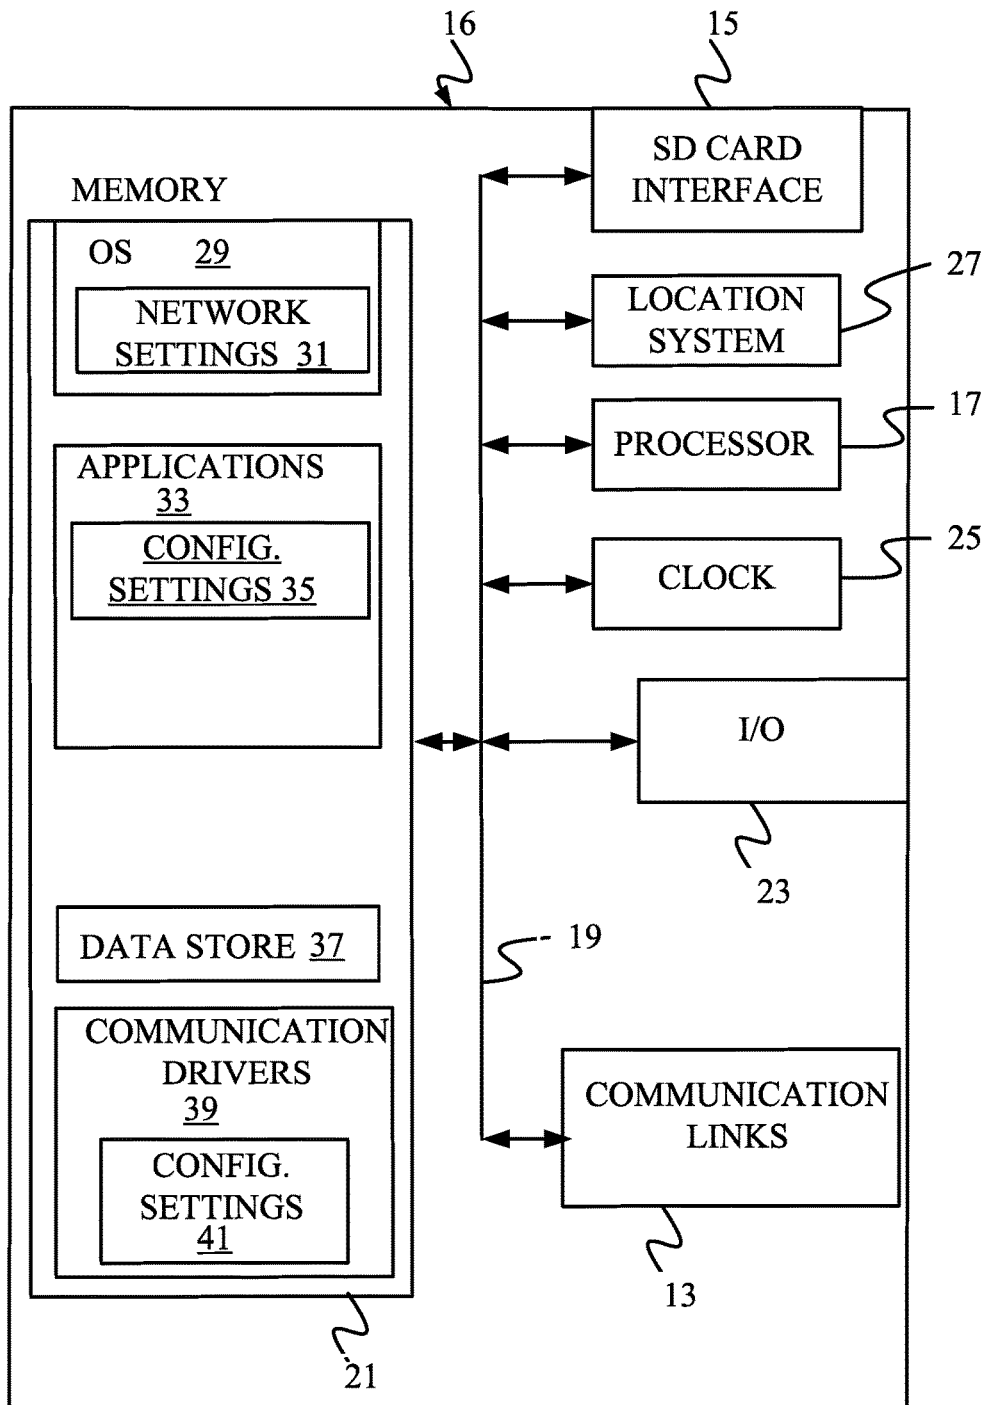 16
15
SD CARD
INTERFACE
MEMORY
OS 29
NETWORK
SETTINGS 31
27
LOCATION
SYSTEM
17
PROCESSOR
APPLICATIONS
33
CONFIG.
SETTINGS 35
25
CLOCK
I/O
23
DATA STORE 37
19
COMMUNICATION
DRIVERS
39
CONFIG.
SETTINGS
41
COMMUNICATION
LINKS
13
21